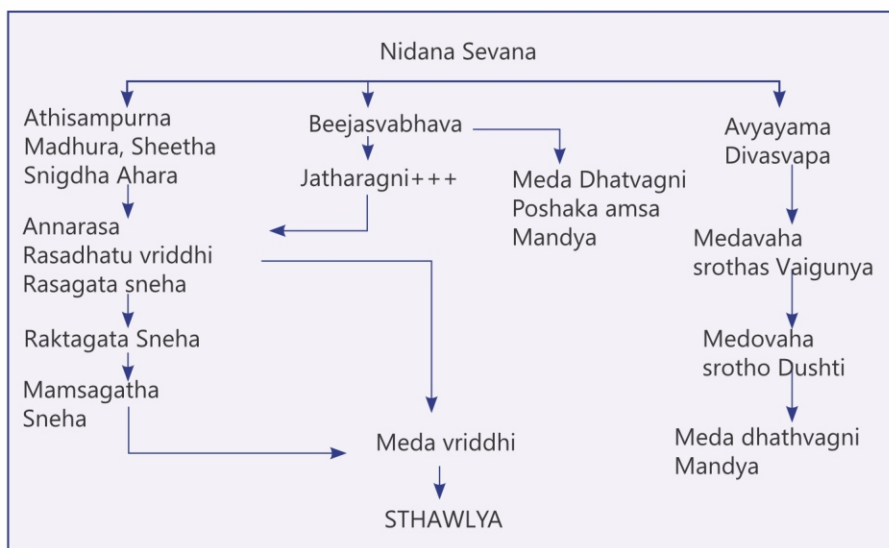 Nidana Sevana
Athisampurna
Madhura, Sheetha
Snigdha Ahara
Annarasa
Rasadhatu vriddhi
Rasagata sneha
Raktagata Sneha
Mamsagatha
Sneha
Beejasvabhava
Jatharagni+++
Meda Dhatvagni
Poshaka amsa
Mandya
Avyayama
Divasvapa
Medavaha
srothas Vaigunya
Medovaha
srotho Dushti
Meda dhathvagni
Mandya
Meda vriddhi
STHAWLYA